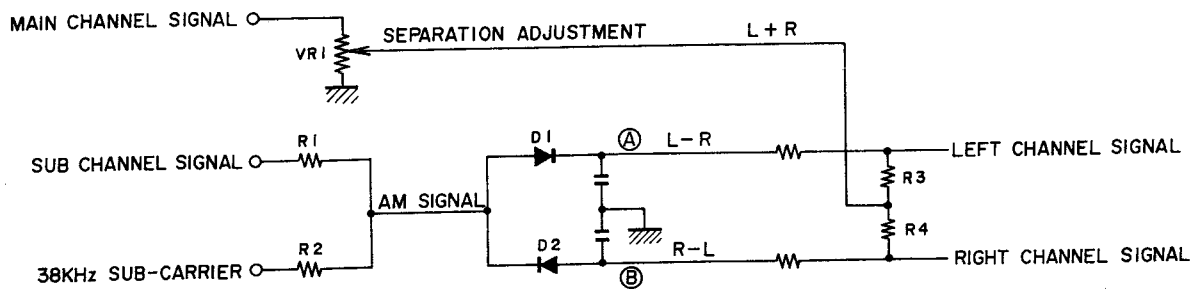 MAIN CHANNEL SIGNAL
VR1
SEPARATION ADJUSTMENT
L+R
R1
SUB CHANNEL SIGNAL
D1
A
L-R
LEFT CHANNEL SIGNAL
R3
AM SIGNAL
R2
38KHz SUB-CARRIER
D2
B
R-L
R4
RIGHT CHANNEL SIGNAL